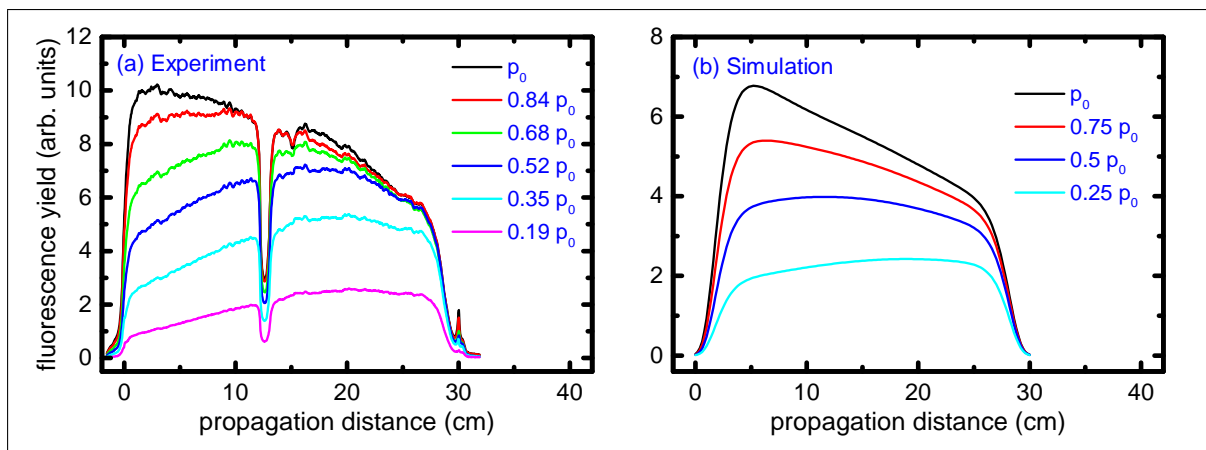 (a) Experiment
fluorescence yield (arb. units)
12
10
8
6
4
2
0
p₀
0.84 p₀
0.68 p₀
0.52 p₀
0.35 p₀
0.19 p₀
0 10 20 30 40
propagation distance (cm)
(b) Simulation
8
6
4
2
0
p₀
0.75 p₀
0.5 p₀
0.25 p₀
0 10 20 30 40
propagation distance (cm)